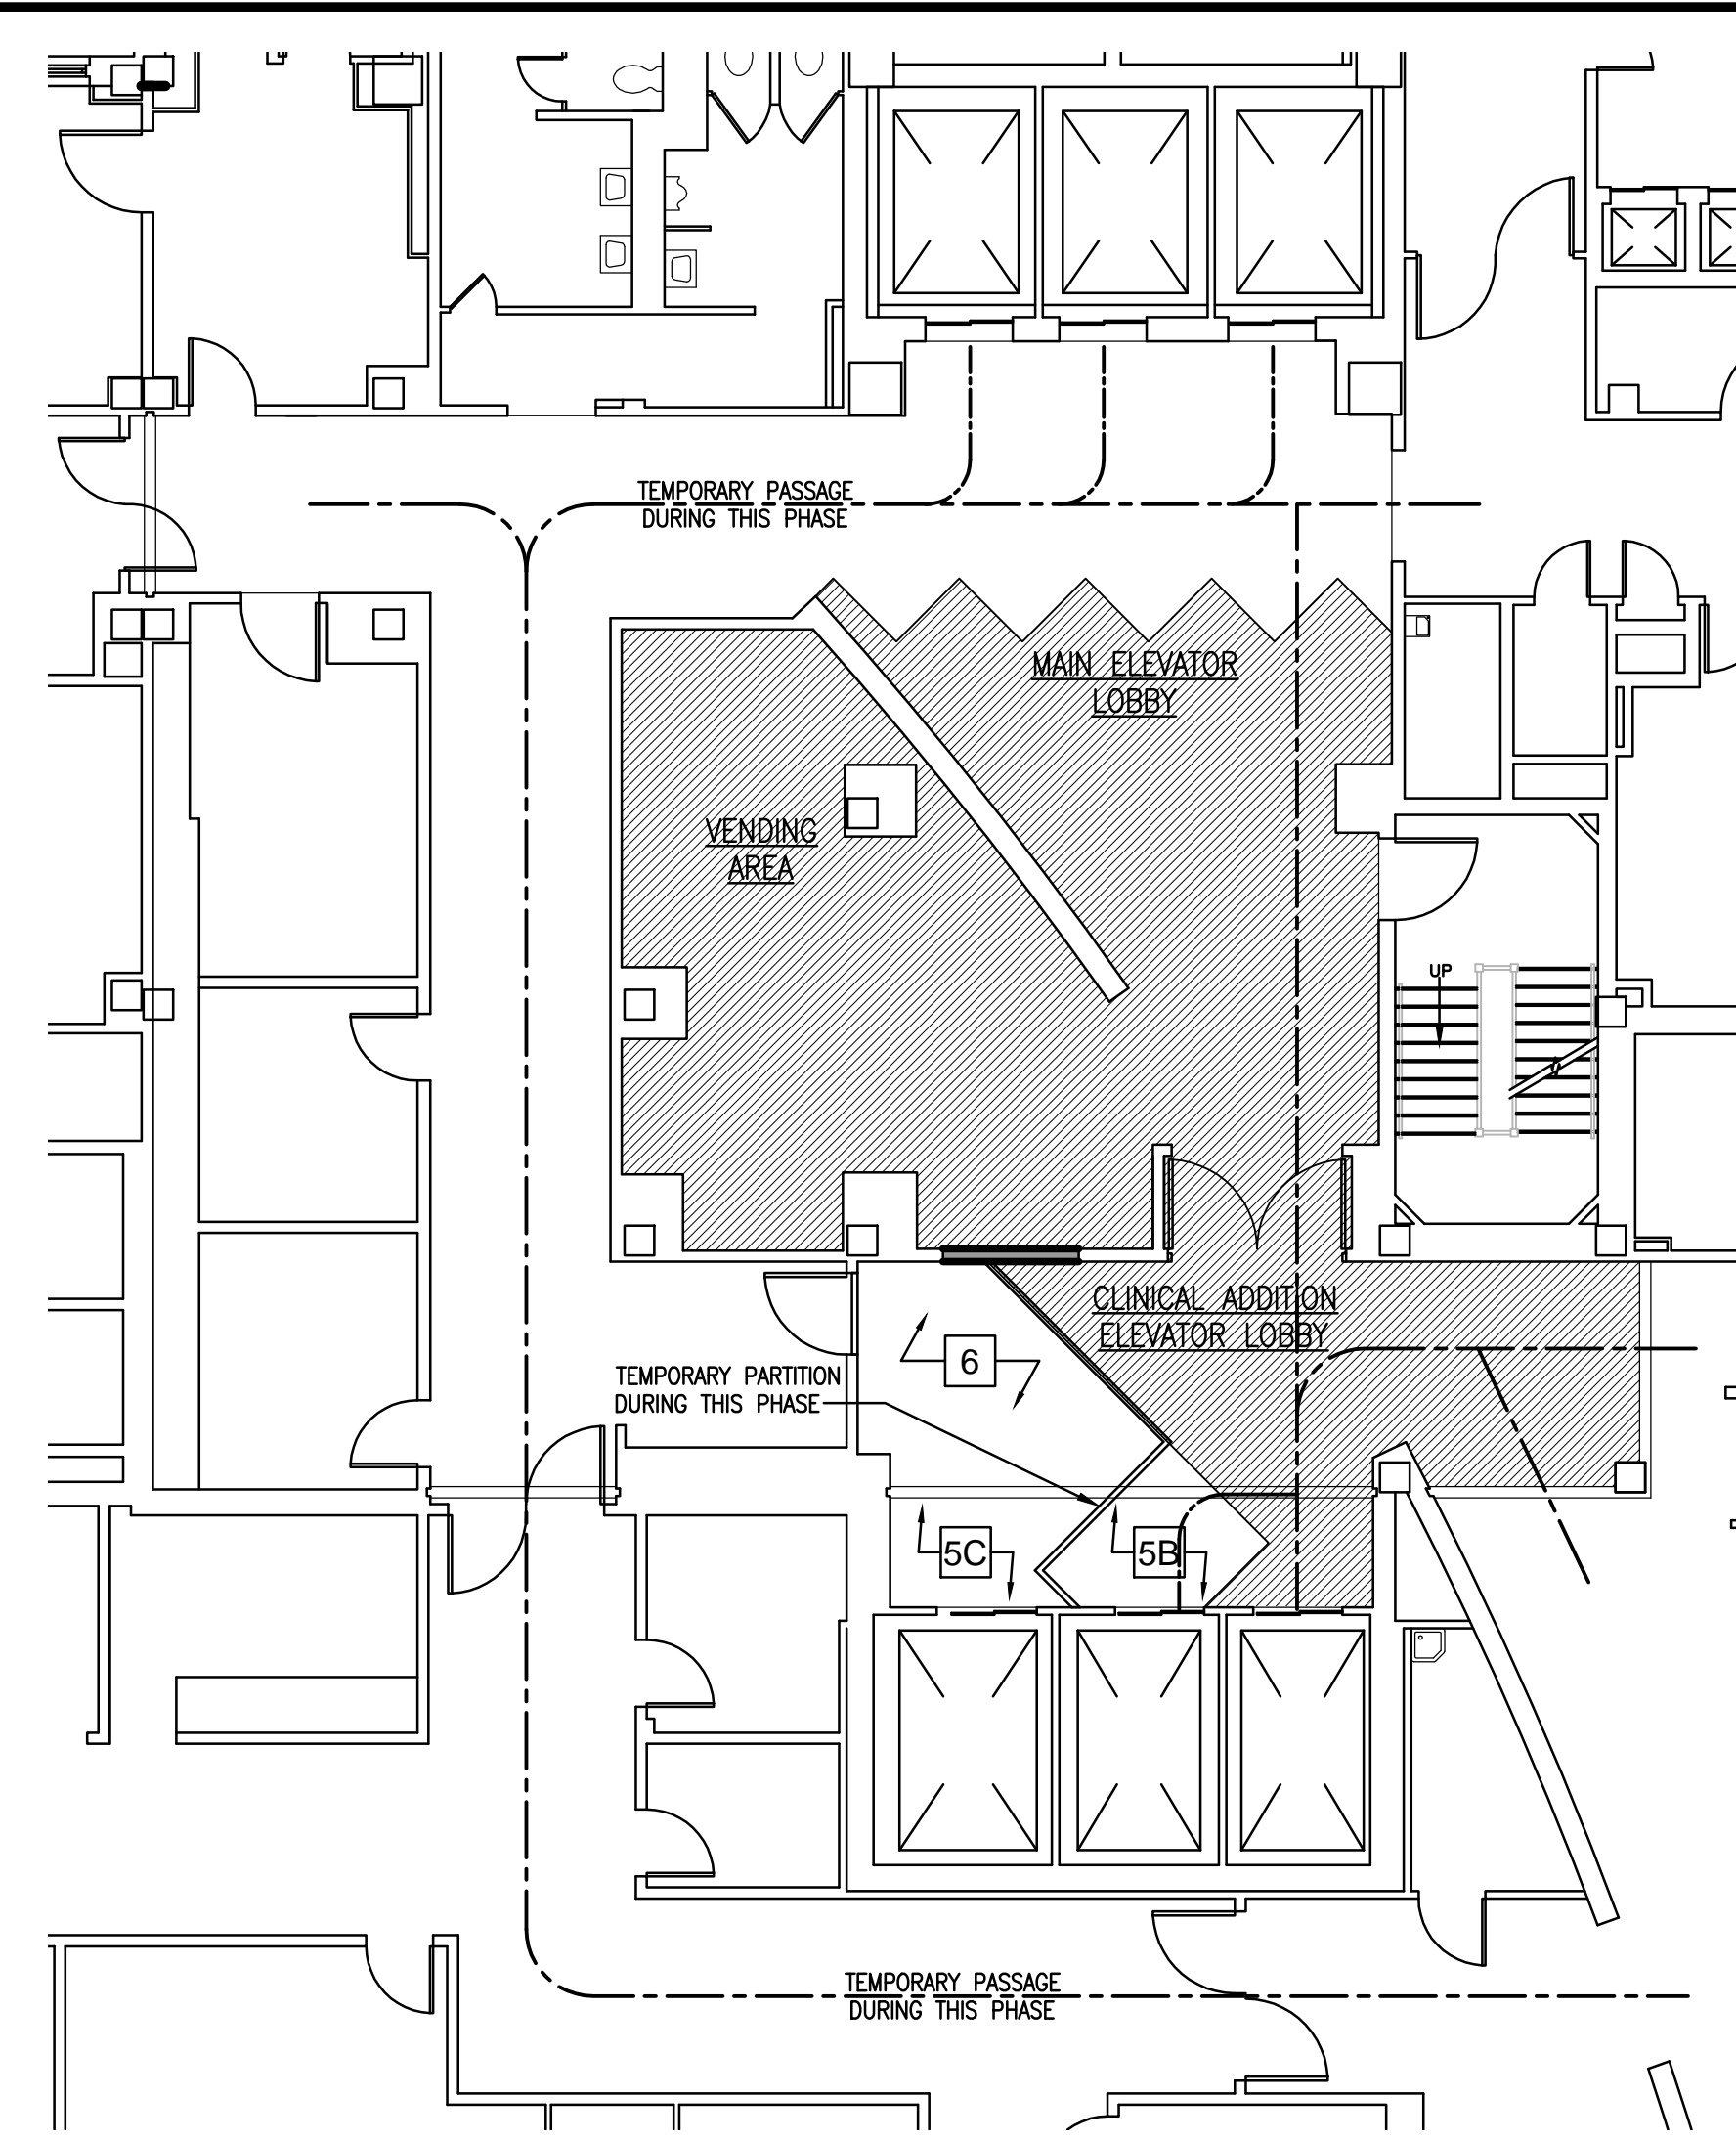 TEMPORARY PASSAGE
DURING THIS PHASE
MAIN ELEVATOR
LOBBY
VENDING
AREA
UP
CLINICAL ADDITION
ELEVATOR LOBBY
6
TEMPORARY PARTITION
DURING THIS PHASE
5C
5B
TEMPORARY PASSAGE
DURING THIS PHASE